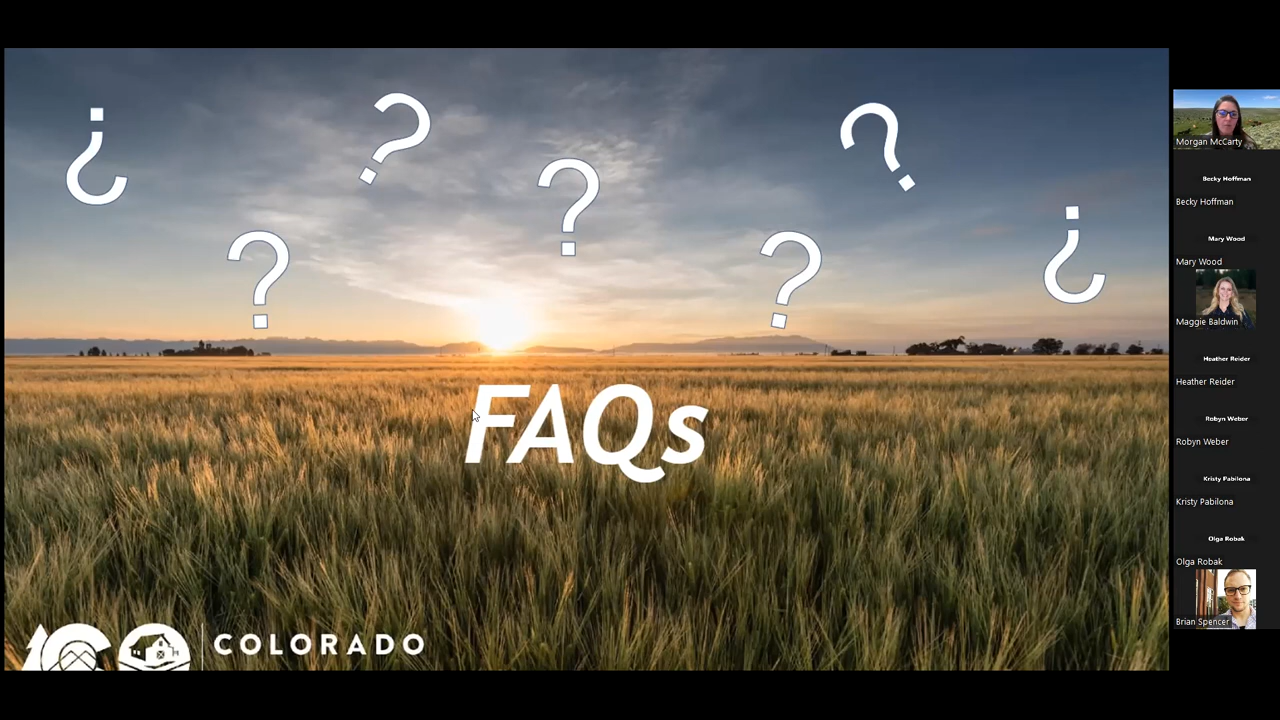 ¿
?
?
?
?
?
¿
FAQs
COLORADO
Morgan McCarty
Becky Hoffman
Becky Hoffman
Mary Wood
Mary Wood
Maggie Baldwin
Heather Reider
Heather Reider
Robyn Weber
Robyn Weber
Kristy Pabilona
Kristy Pabilona
Olga Robak
Olga Robak
Brian Spencer